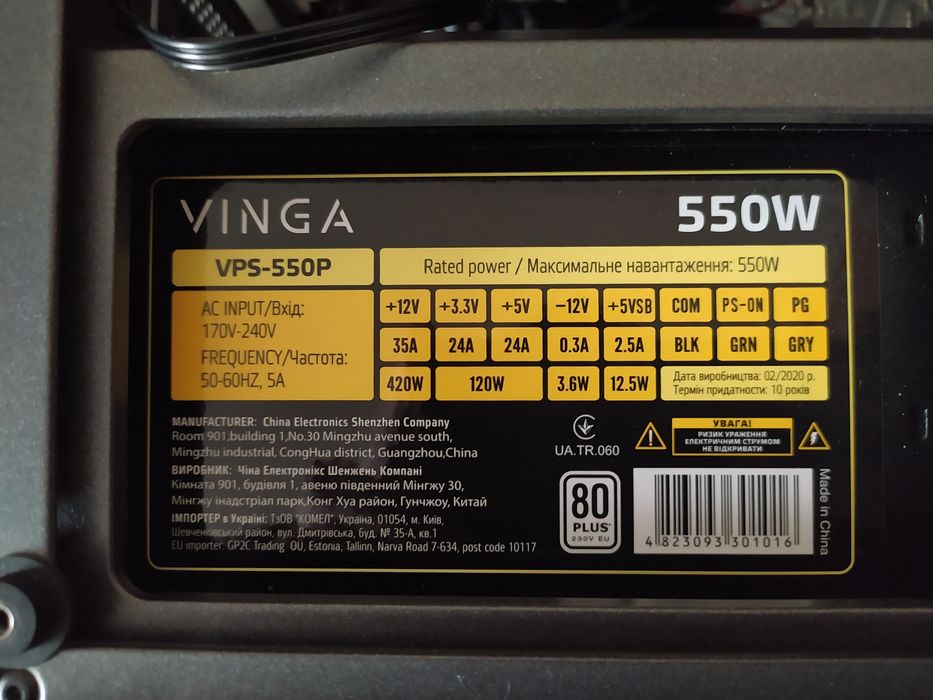 VINGA
550W
VPS-550P
Rated power / Максимальне навантаження: 550W
AC INPUT/Вхід:
170V-240V
FREQUENCY/Частота:
50-60HZ, 5A
+12V +3.3V +5V −12V +5VSB COM PS-ON PG
35A 24A 24A 0.3A 2.5A BLK GRN GRY
420W 120W 3.6W 12.5W
Дата виробництва: 02/2020 р.
Термін придатності: 10 років
MANUFACTURER: China Electronics Shenzhen Company
Room 901,building 1,No.30 Mingzhu avenue south,
Mingzhu industrial, CongHua district, Guangzhou,China
ВИРОБНИК: Чіна Електронікс Шенжень Компані
Кімната 901, будівля 1, авеню південний Мінгжу 30,
Мінгжу індастріал парк,Конг Хуа район, Гунчжоу, Китай
ІМПОРТЕР в Україні: ТзОВ "КОМЕЛ", Україна, 01054, м. Київ,
Шевченківський район, вул. Дмитрівська, буд. № 35-А, кв.1
EU importer: GP2C Trading OÜ, Estonia, Tallinn, Narva Road 7-634, post code 10117
UA.TR.060
УВАГА!
РИЗИК УРАЖЕННЯ
ЕЛЕКТРИЧНИМ СТРУМОМ
НЕ ВІДКРИВАТИ
80
PLUS
230V EU
4 823093 301016
Made in China